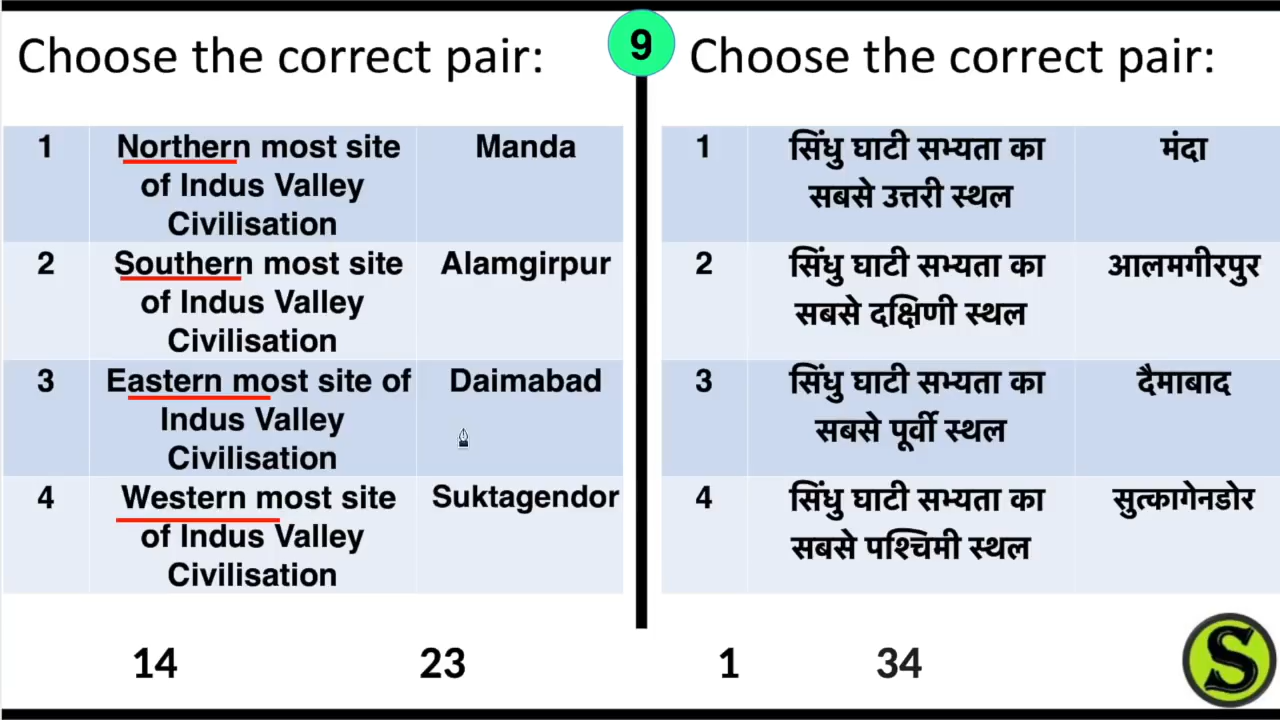 Choose the correct pair:
9
Choose the correct pair:
1 Northern most site Manda
of Indus Valley
Civilisation
2 Southern most site Alamgirpur
of Indus Valley
Civilisation
3 Eastern most site of Daimabad
Indus Valley
Civilisation
4 Western most site Suktagendor
of Indus Valley
Civilisation
1 सिंधु घाटी सभ्यता का मंदा
सबसे उत्तरी स्थल
2 सिंधु घाटी सभ्यता का आलमगीरपुर
सबसे दक्षिणी स्थल
3 सिंधु घाटी सभ्यता का दैमाबाद
सबसे पूर्वी स्थल
4 सिंधु घाटी सभ्यता का सुत्कागेनडोर
सबसे पश्चिमी स्थल
14 23 1 34
S